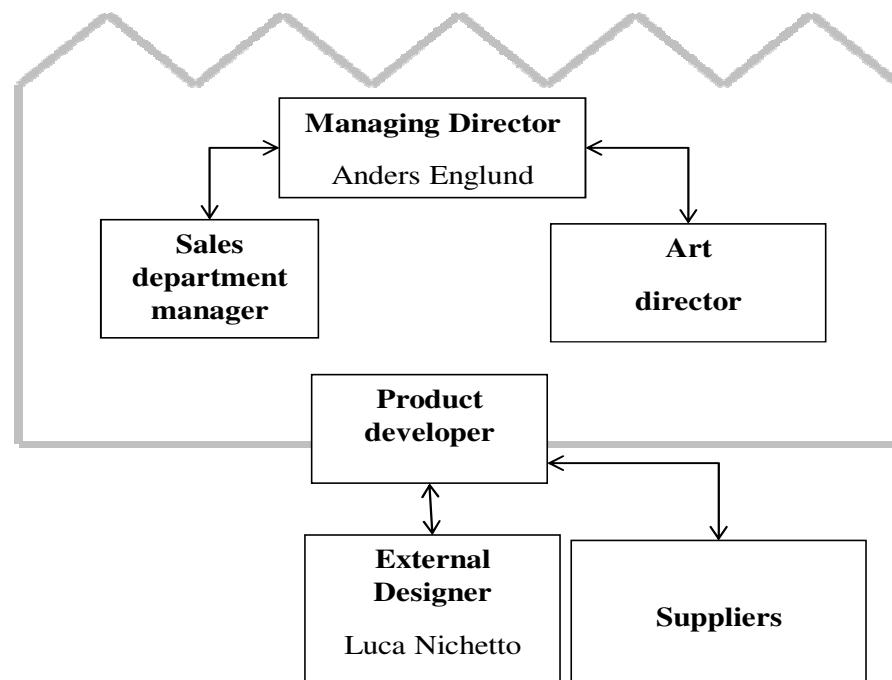 Managing Director
Anders Englund
Sales
department
manager
Art
director
Product
developer
External
Designer
Luca Nichetto
Suppliers